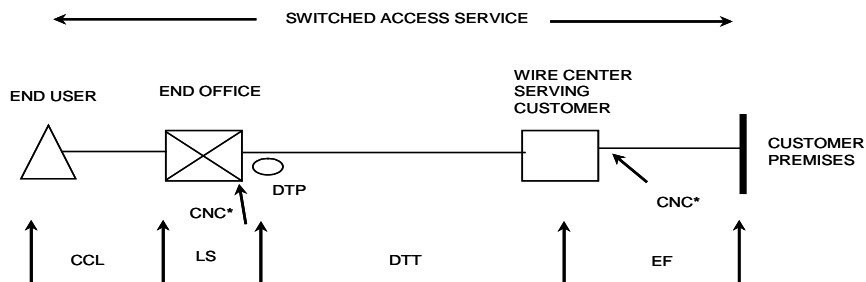 SWITCHED ACCESS SERVICE
END USER
END OFFICE
WIRE CENTER
SERVING
CUSTOMER
CUSTOMER
PREMISES
DTP
CNC*
CNC*
CCL
LS
DTT
EF